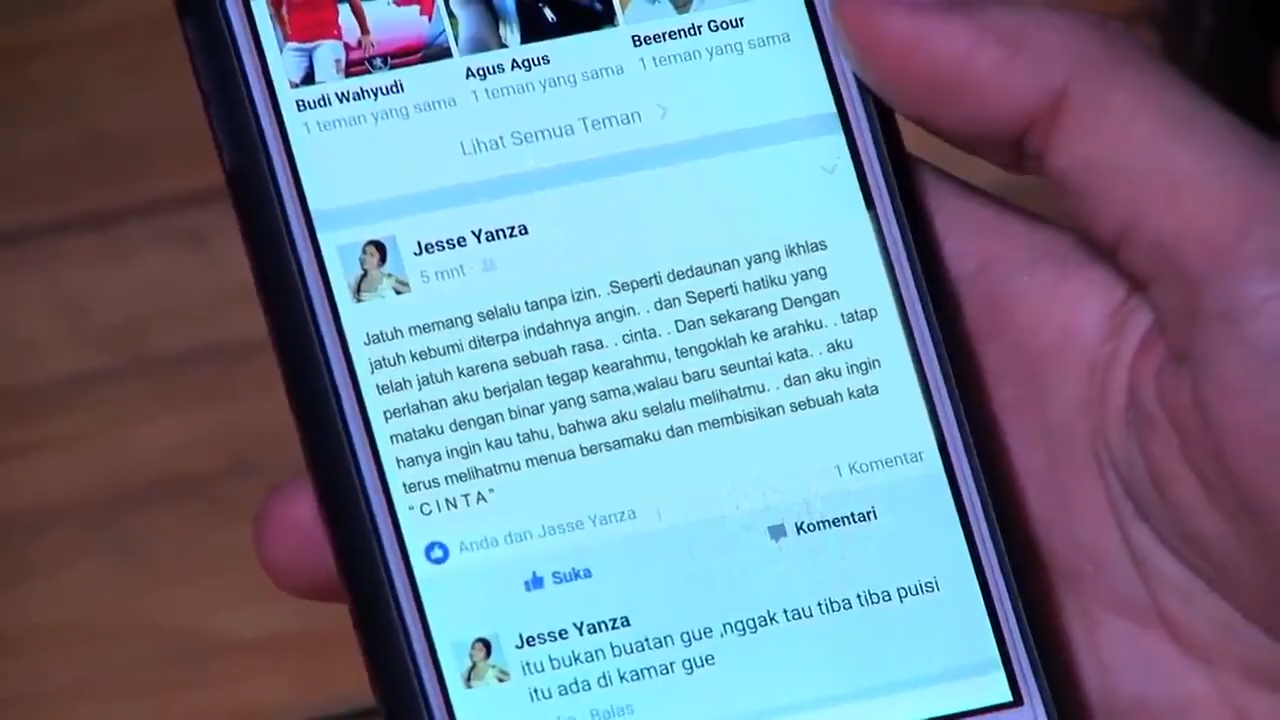 Budi Wahyudi
1 teman yang sama
Agus Agus
1 teman yang sama
Beerendr Gour
1 teman yang sama
Lihat Semua Teman
Jesse Yanza
5 mnt
Jatuh memang selalu tanpa izin. .Seperti dedaunan yang ikhlas
jatuh kebumi diterpa indahnya angin. . dan Seperti hatiku yang
telah jatuh karena sebuah rasa. . cinta. . Dan sekarang Dengan
perlahan aku berjalan tegap kearahmu, tengoklah ke arahku. . tatap
mataku dengan binar yang sama,walau baru seuntai kata. . aku
hanya ingin kau tahu, bahwa aku selalu melihatmu. . dan aku ingin
terus melihatmu menua bersamaku dan membisikan sebuah kata
“ C I N T A ”
1 Komentar
Anda dan Jasse Yanza
Suka
Komentari
Jesse Yanza
itu bukan buatan gue ,nggak tau tiba tiba puisi
itu ada di kamar gue
Balas